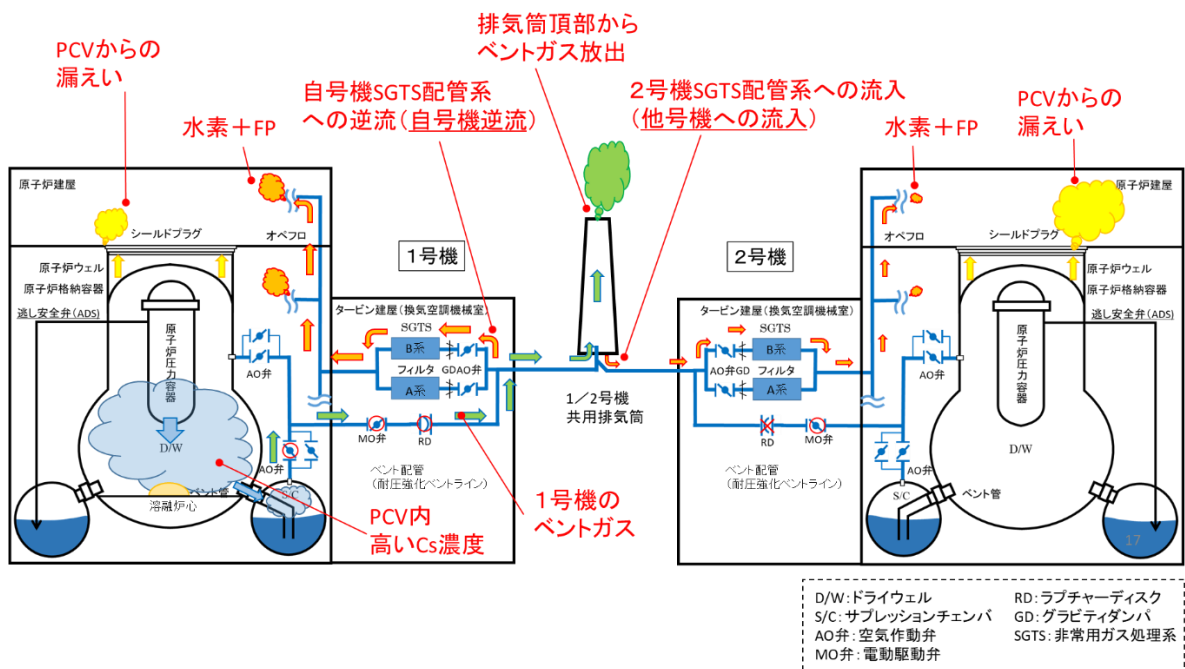 排気筒頂部から
ベントガス放出
PCVからの
漏えい
自号機SGTS配管系
への逆流(自号機逆流)
2号機SGTS配管系への流入
(他号機への流入)
PCVからの
漏えい
水素+FP
水素+FP
原子炉建屋
シールドプラグ
オペフロ
原子炉ウェル
原子炉格納容器
逃し安全弁(ADS)
原子炉圧力容器
D/W
AO弁
AO弁
ベント管
溶融炉心
S/C
PCV内
高いCs濃度
1号機
タービン建屋(換気空調機械室)
SGTS
B系
フィルタ
GD
AO弁
A系
MO弁
RD
ベント配管
(耐圧強化ベントライン)
1号機の
ベントガス
1/2号機
共用排気筒
2号機
タービン建屋(換気空調機械室)
SGTS
B系
AO弁
GD
フィルタ
A系
RD
MO弁
ベント配管
(耐圧強化ベントライン)
原子炉建屋
オペフロ
シールドプラグ
原子炉ウェル
原子炉格納容器
逃し安全弁(ADS)
原子炉圧力容器
AO弁
D/W
AO弁
S/C
ベント管
17
D/W:ドライウェル
S/C:サプレッションチェンバ
AO弁:空気作動弁
MO弁:電動駆動弁
RD:ラプチャーディスク
GD:グラビティダンパ
SGTS:非常用ガス処理系